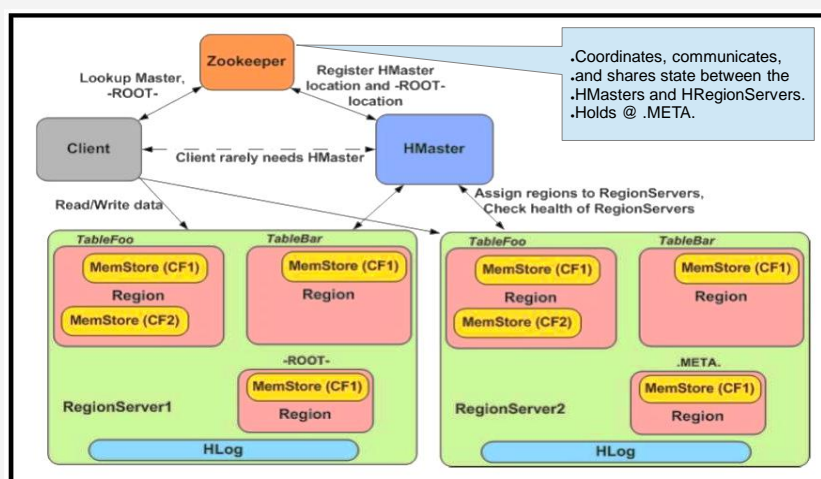 Zookeeper
.Coordinates, communicates,
.and shares state between the
.HMasters and HRegionServers.
.Holds @ .META.
Lookup Master,
-ROOT-
Register HMaster
location and -ROOT-
location
Client
Client rarely needs HMaster
HMaster
Read/Write data
Assign regions to RegionServers,
Check health of RegionServers
TableFoo
MemStore (CF1)
Region
MemStore (CF2)
TableBar
MemStore (CF1)
Region
-ROOT-
MemStore (CF1)
Region
RegionServer1
HLog
TableFoo
MemStore (CF1)
Region
MemStore (CF2)
TableBar
MemStore (CF1)
Region
.META.
MemStore (CF1)
Region
RegionServer2
HLog